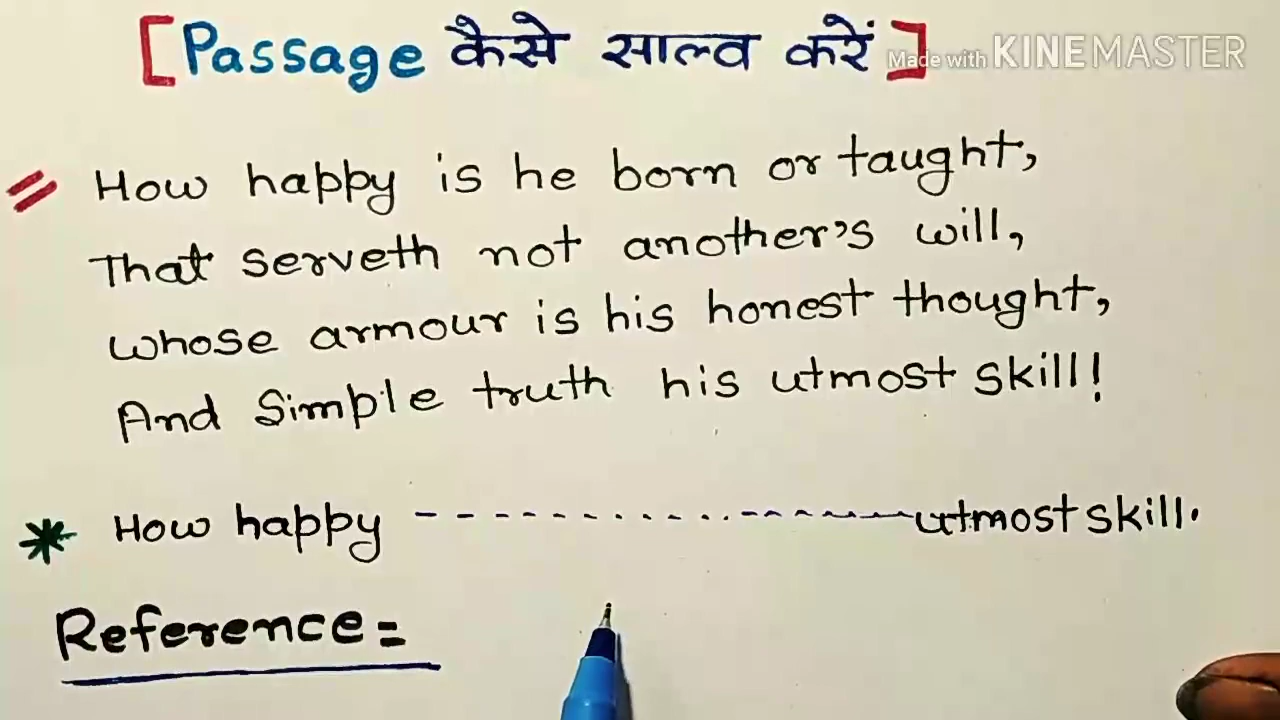 [Passage कैसे साल्व करें]
Made with KINEMASTER
How happy is he born or taught,
That serveth not another's will,
whose armour is his honest thought,
And Simple truth his utmost skill!
* How happy - - - - - - - - - - - - - - - - utmost skill.
Reference =